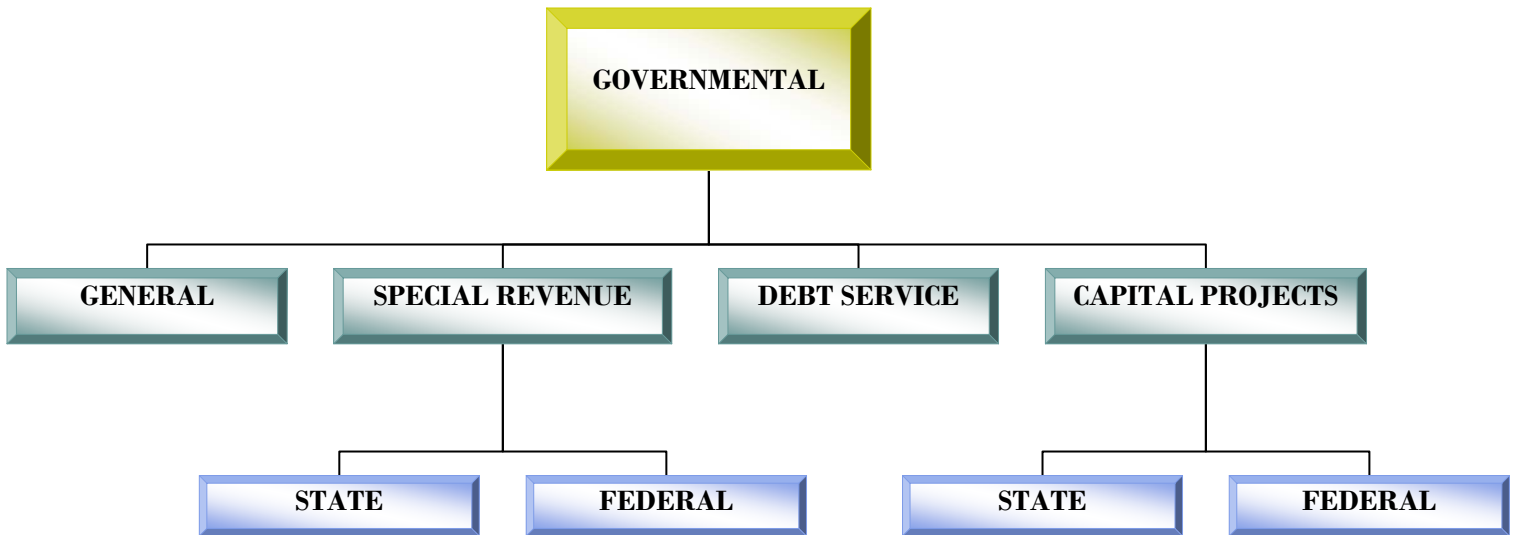 GOVERNMENTAL
GENERAL
SPECIAL REVENUE
DEBT SERVICE
CAPITAL PROJECTS
STATE
FEDERAL
STATE
FEDERAL